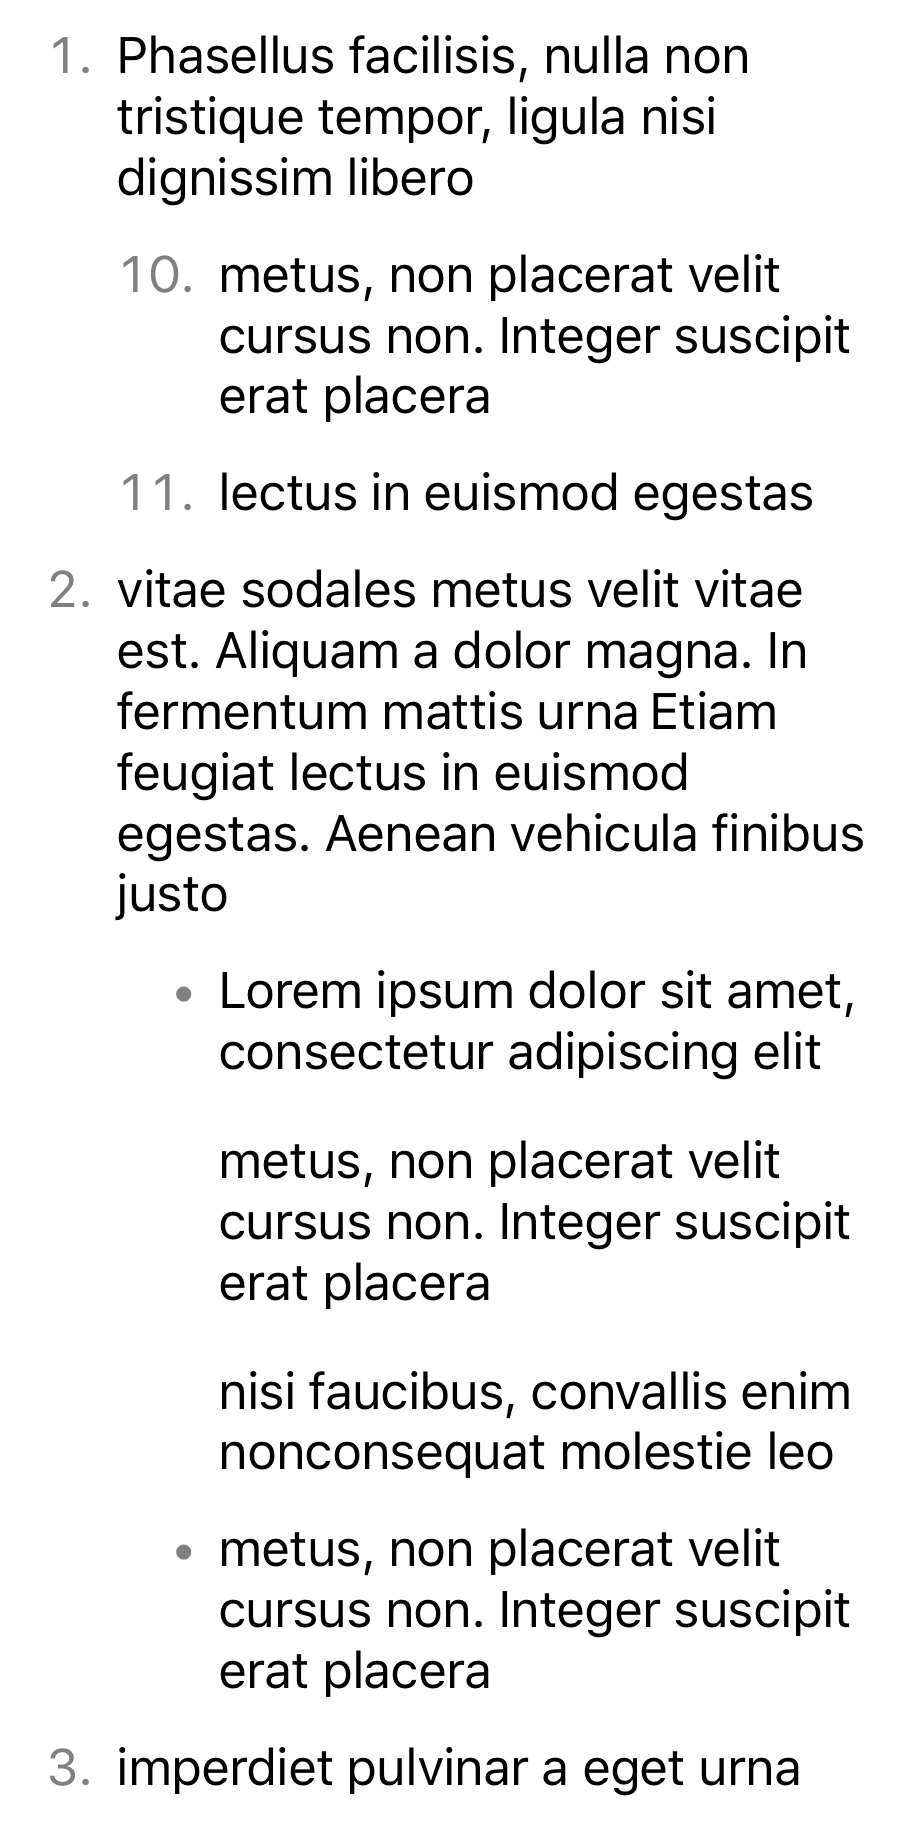 1. Phasellus facilisis, nulla non
tristique tempor, ligula nisi
dignissim libero
10. metus, non placerat velit
cursus non. Integer suscipit
erat placera
11. lectus in euismod egestas
2. vitae sodales metus velit vitae
est. Aliquam a dolor magna. In
fermentum mattis urna Etiam
feugiat lectus in euismod
egestas. Aenean vehicula finibus
justo
• Lorem ipsum dolor sit amet,
consectetur adipiscing elit
metus, non placerat velit
cursus non. Integer suscipit
erat placera
nisi faucibus, convallis enim
nonconsequat molestie leo
• metus, non placerat velit
cursus non. Integer suscipit
erat placera
3. imperdiet pulvinar a eget urna